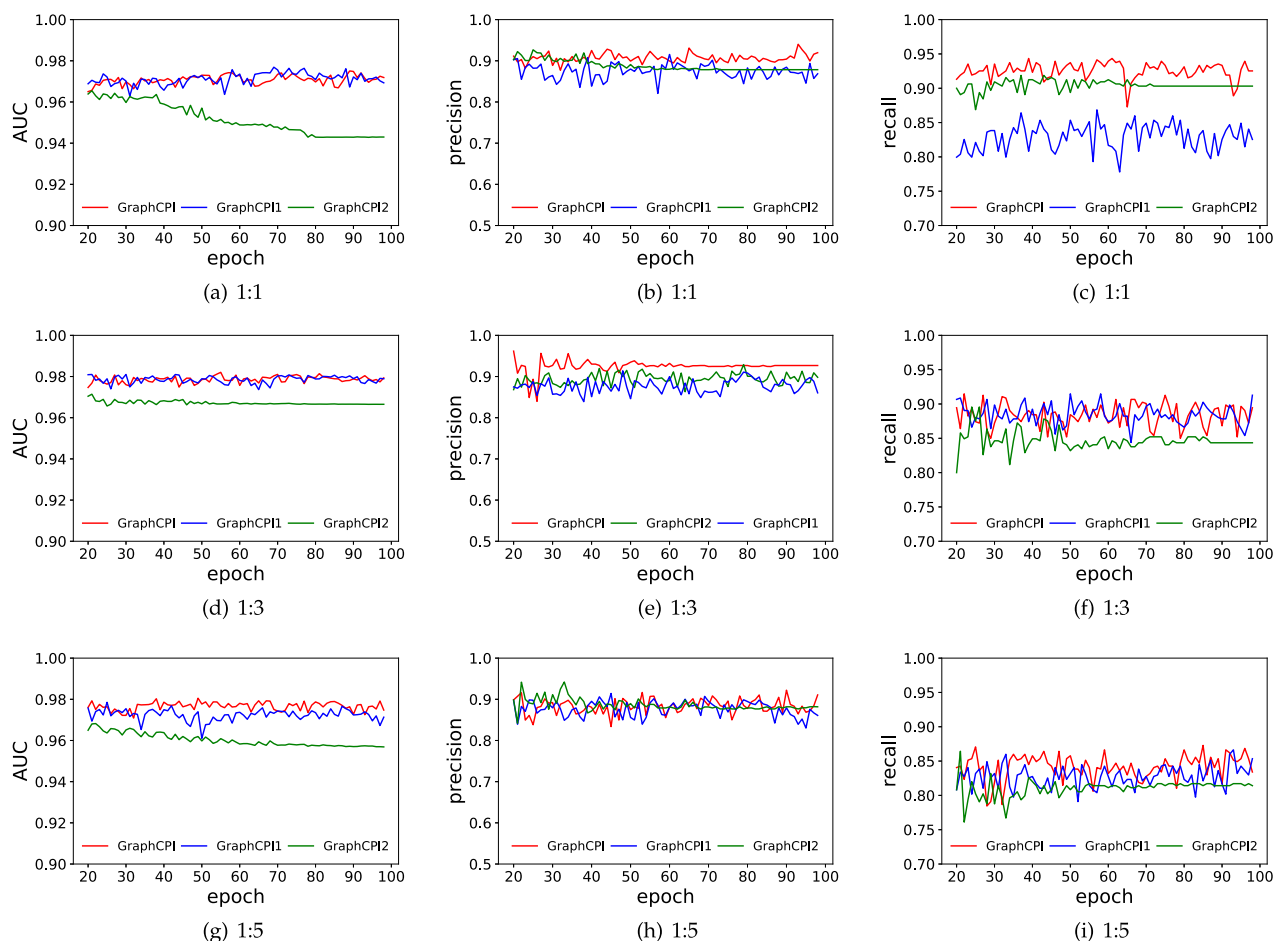 1.00
0.98
0.96
0.94
0.92
0.90
AUC
GraphCPI GraphCPI1 GraphCPI2
20 30 40 50 60 70 80 90 100
epoch
(a) 1:1
1.0
0.9
0.8
0.7
0.6
0.5
precision
GraphCPI GraphCPI1 GraphCPI2
20 30 40 50 60 70 80 90 100
epoch
(b) 1:1
1.00
0.95
0.90
0.85
0.80
0.75
0.70
recall
GraphCPI GraphCPI1 GraphCPI2
20 30 40 50 60 70 80 90 100
epoch
(c) 1:1
1.00
0.98
0.96
0.94
0.92
0.90
AUC
GraphCPI GraphCPI1 GraphCPI2
20 30 40 50 60 70 80 90 100
epoch
(d) 1:3
1.0
0.9
0.8
0.7
0.6
0.5
precision
GraphCPI GraphCPI2 GraphCPI1
20 30 40 50 60 70 80 90 100
epoch
(e) 1:3
1.00
0.95
0.90
0.85
0.80
0.75
0.70
recall
GraphCPI GraphCPI1 GraphCPI2
20 30 40 50 60 70 80 90 100
epoch
(f) 1:3
1.00
0.98
0.96
0.94
0.92
0.90
AUC
GraphCPI GraphCPI1 GraphCPI2
20 30 40 50 60 70 80 90 100
epoch
(g) 1:5
1.0
0.9
0.8
0.7
0.6
0.5
precision
GraphCPI GraphCPI1 GraphCPI2
20 30 40 50 60 70 80 90 100
epoch
(h) 1:5
1.00
0.95
0.90
0.85
0.80
0.75
0.70
recall
GraphCPI GraphCPI1 GraphCPI2
20 30 40 50 60 70 80 90 100
epoch
(i) 1:5